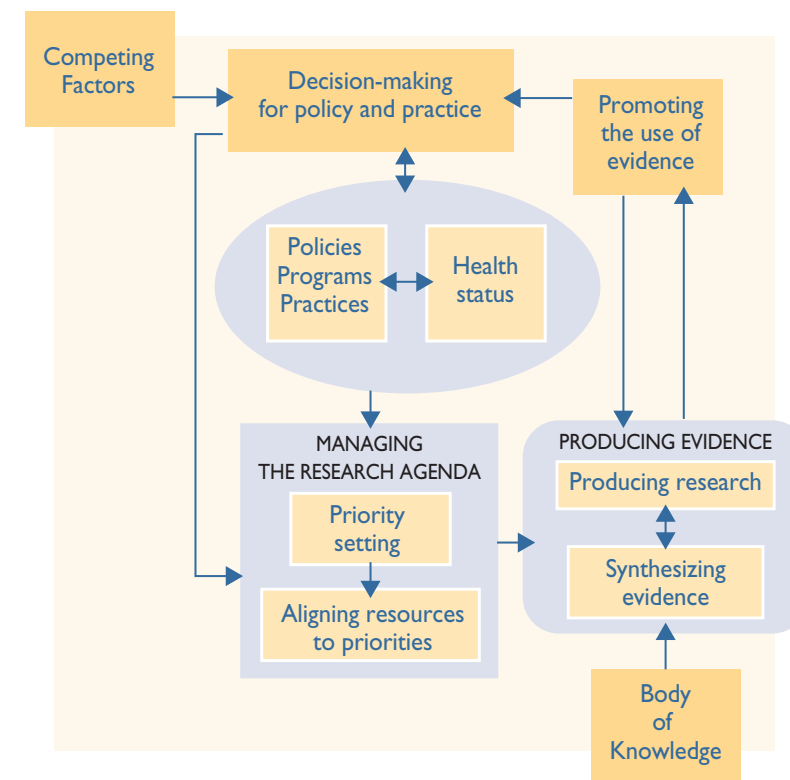 Competing
Factors
Decision-making
for policy and practice
Promoting
the use of
evidence
Policies
Programs
Practices
Health
status
MANAGING
THE RESEARCH AGENDA
Priority
setting
Aligning resources
to priorities
PRODUCING EVIDENCE
Producing research
Synthesizing
evidence
Body
of
Knowledge